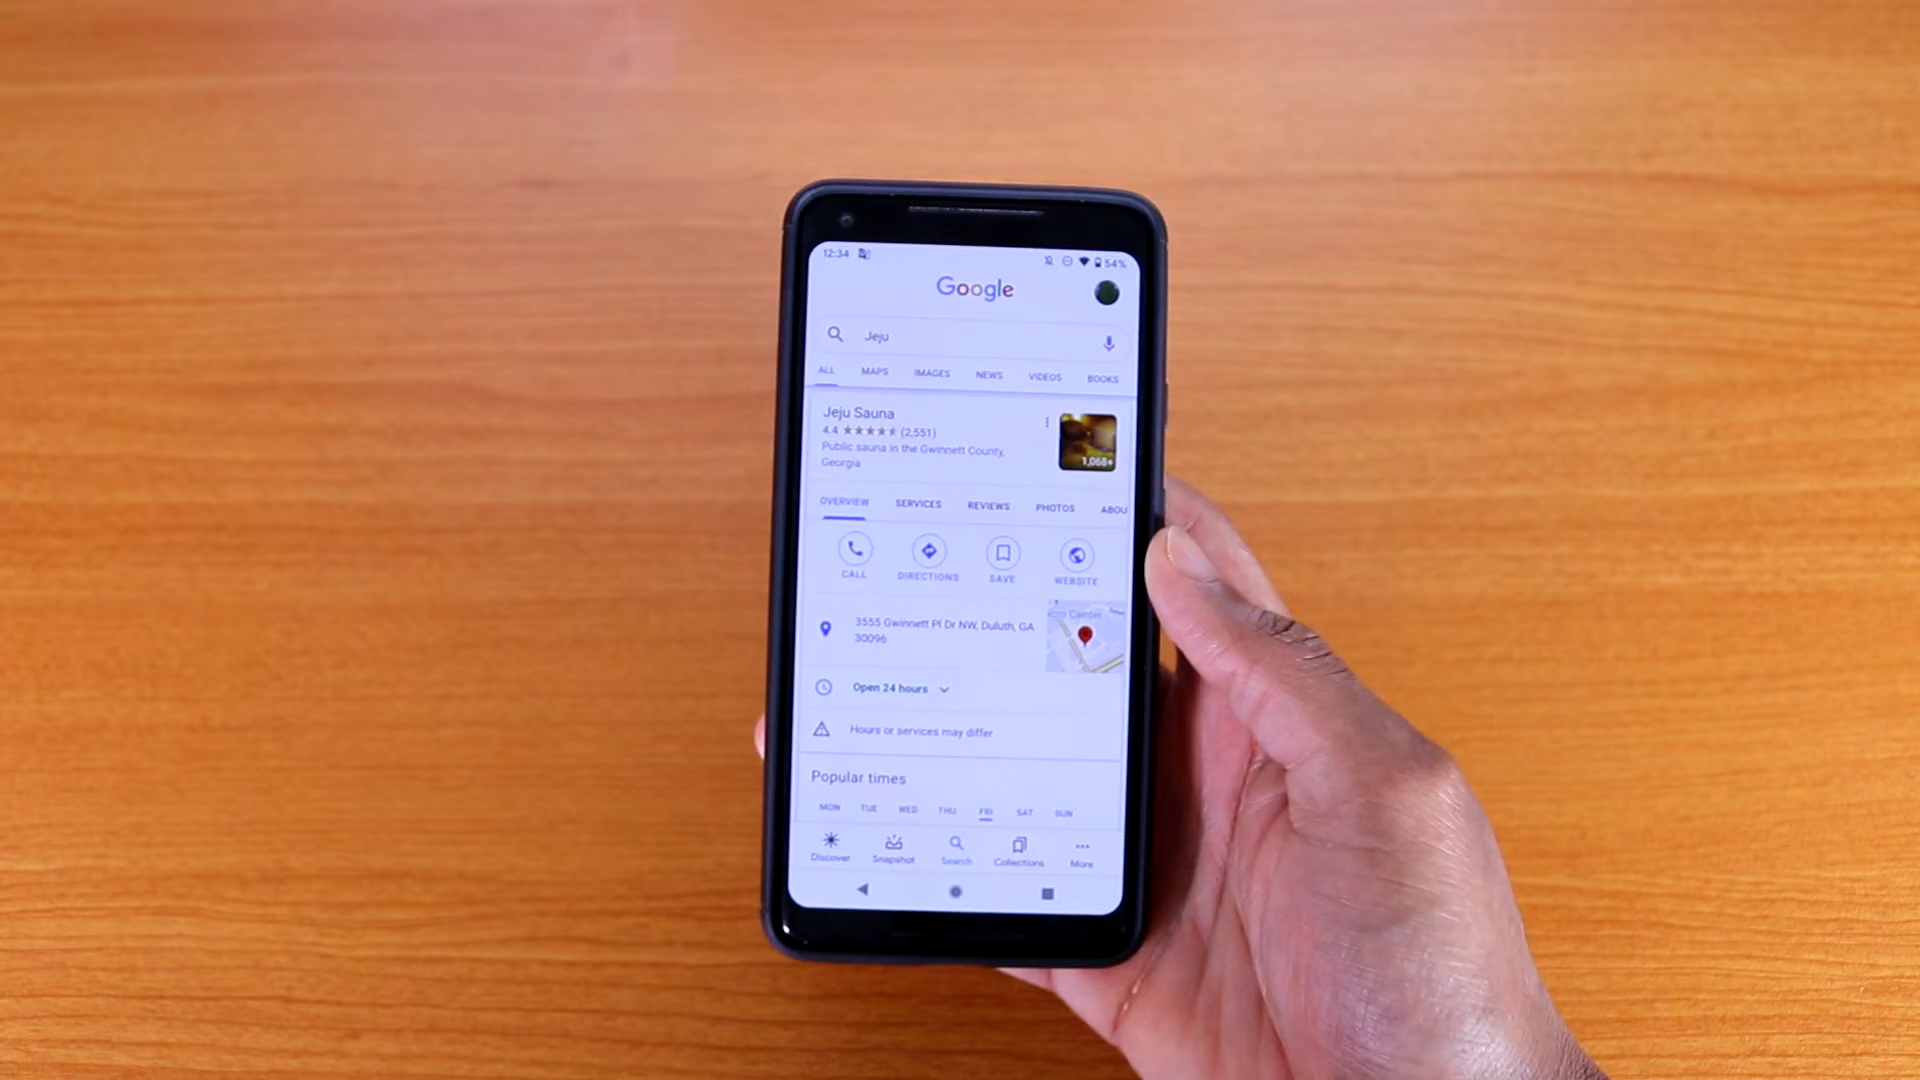 12:34 54%
Google
Jeju
ALL MAPS IMAGES NEWS VIDEOS BOOKS
Jeju Sauna
4.4 (2,551)
Public sauna in the Gwinnett County,
Georgia
1,068+
OVERVIEW SERVICES REVIEWS PHOTOS ABOU
CALL DIRECTIONS SAVE WEBSITE
3555 Gwinnett Pl Dr NW, Duluth, GA
30096
Center
Open 24 hours
Hours or services may differ
Popular times
MON TUE WED THU FRI SAT SUN
Discover Snapshot Search Collections More